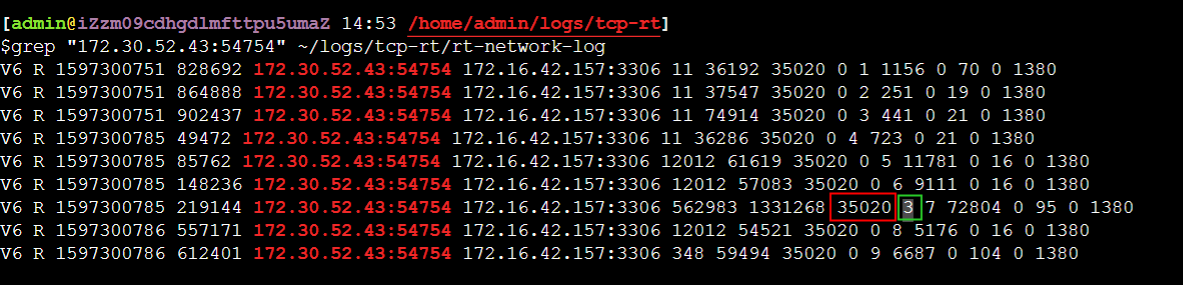 [admin@iZzm09cdhgdlmfttpu5umaZ 14:53 /home/admin/logs/tcp-rt]
$grep "172.30.52.43:54754" ~/logs/tcp-rt/rt-network-log
V6 R 1597300751 828692 172.30.52.43:54754 172.16.42.157:3306 11 36192 35020 0 1 1156 0 70 0 1380
V6 R 1597300751 864888 172.30.52.43:54754 172.16.42.157:3306 11 37547 35020 0 2 251 0 19 0 1380
V6 R 1597300751 902437 172.30.52.43:54754 172.16.42.157:3306 11 74914 35020 0 3 441 0 21 0 1380
V6 R 1597300785 49472 172.30.52.43:54754 172.16.42.157:3306 11 36286 35020 0 4 723 0 21 0 1380
V6 R 1597300785 85762 172.30.52.43:54754 172.16.42.157:3306 12012 61619 35020 0 5 11781 0 16 0 1380
V6 R 1597300785 148236 172.30.52.43:54754 172.16.42.157:3306 12012 57083 35020 0 6 9111 0 16 0 1380
V6 R 1597300785 219144 172.30.52.43:54754 172.16.42.157:3306 562983 1331268 35020 3 7 72804 0 95 0 1380
V6 R 1597300786 557171 172.30.52.43:54754 172.16.42.157:3306 12012 54521 35020 0 8 5176 0 16 0 1380
V6 R 1597300786 612401 172.30.52.43:54754 172.16.42.157:3306 348 59494 35020 0 9 6687 0 104 0 1380